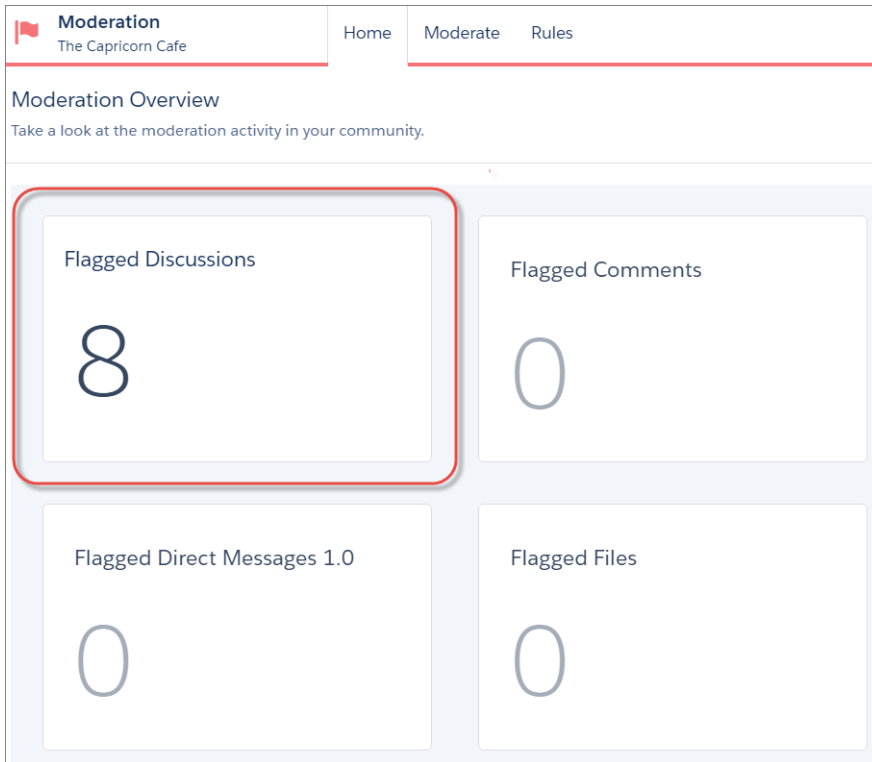 Moderation
The Capricorn Cafe
Home
Moderate
Rules
Moderation Overview
Take a look at the moderation activity in your community.
Flagged Discussions
8
Flagged Comments
0
Flagged Direct Messages 1.0
0
Flagged Files
0